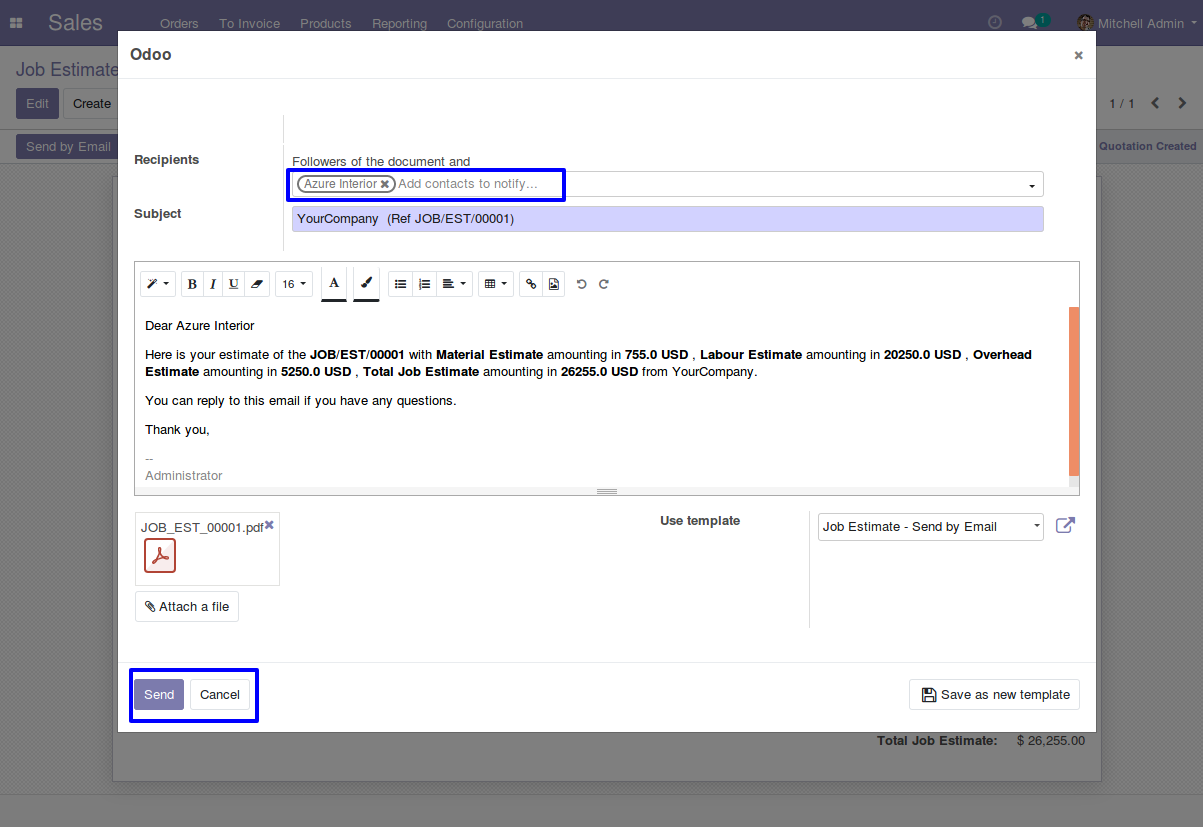 Sales Orders To Invoice Products Reporting Configuration 1 Mitchell Admin
Job Estimate
Odoo ×
Edit Create 1 / 1
Send by Email Quotation Created
Recipients
Followers of the document and
Azure Interior ✖ Add contacts to notify...
Subject
YourCompany (Ref JOB/EST/00001)
B I U 16 A
Dear Azure Interior
Here is your estimate of the JOB/EST/00001 with Material Estimate amounting in 755.0 USD , Labour Estimate amounting in 20250.0 USD , Overhead
Estimate amounting in 5250.0 USD , Total Job Estimate amounting in 26255.0 USD from YourCompany.
You can reply to this email if you have any questions.
Thank you,
--
Administrator
JOB_EST_00001.pdf✖
Use template
Job Estimate - Send by Email
Attach a file
Send Cancel
Save as new template
Total Job Estimate: $ 26,255.00